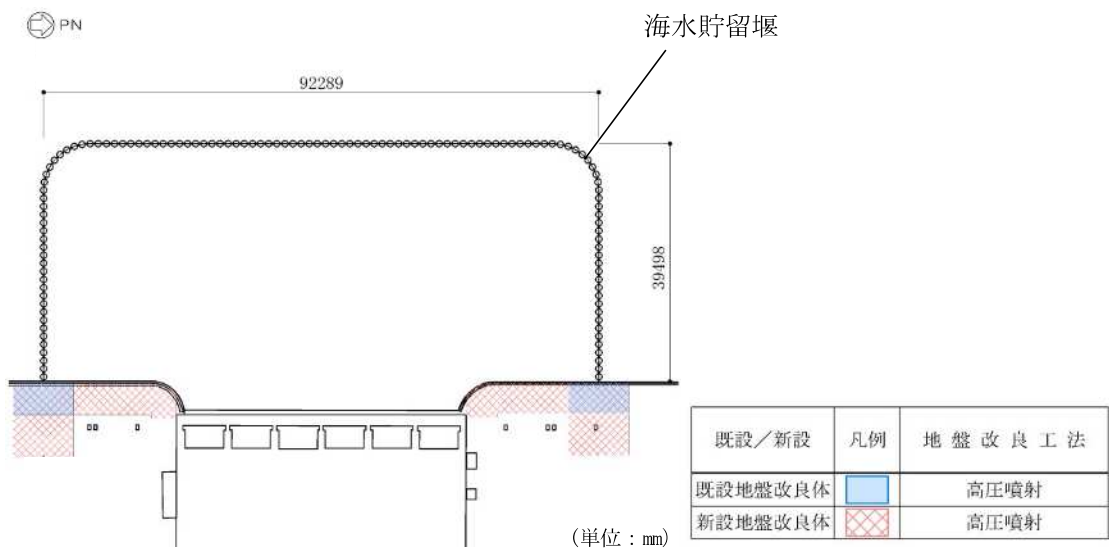 PN
海水貯留堰
92289
39498
既設／新設 凡例 地盤改良工法
既設地盤改良体 高圧噴射
新設地盤改良体 高圧噴射
(単位：㎜)